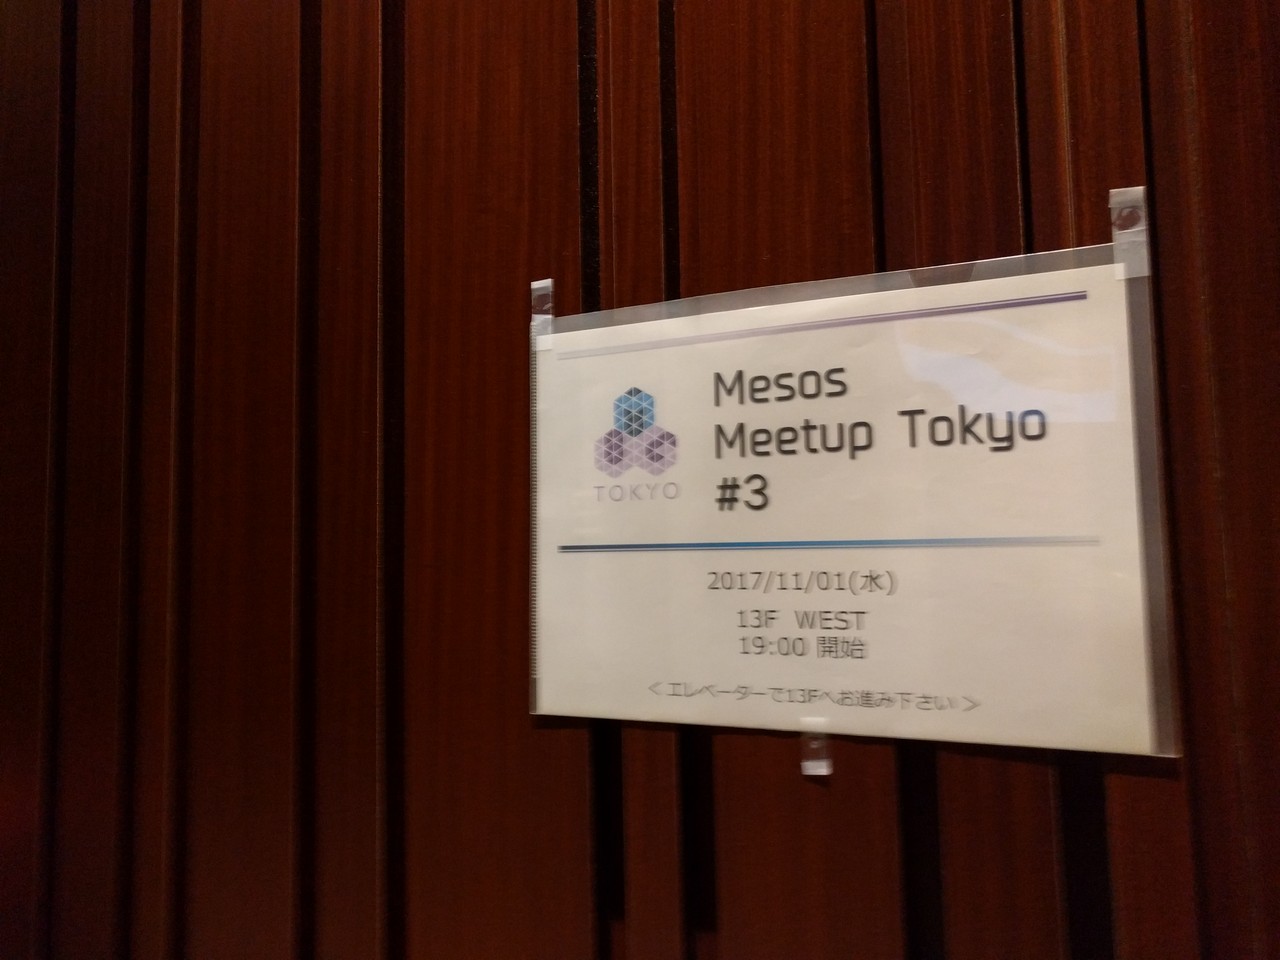 Mesos
Meetup Tokyo
#3
TOKYO
2017/11/01(水)
13F WEST
19:00 開始
< エレベーターで13Fへお進み下さい >